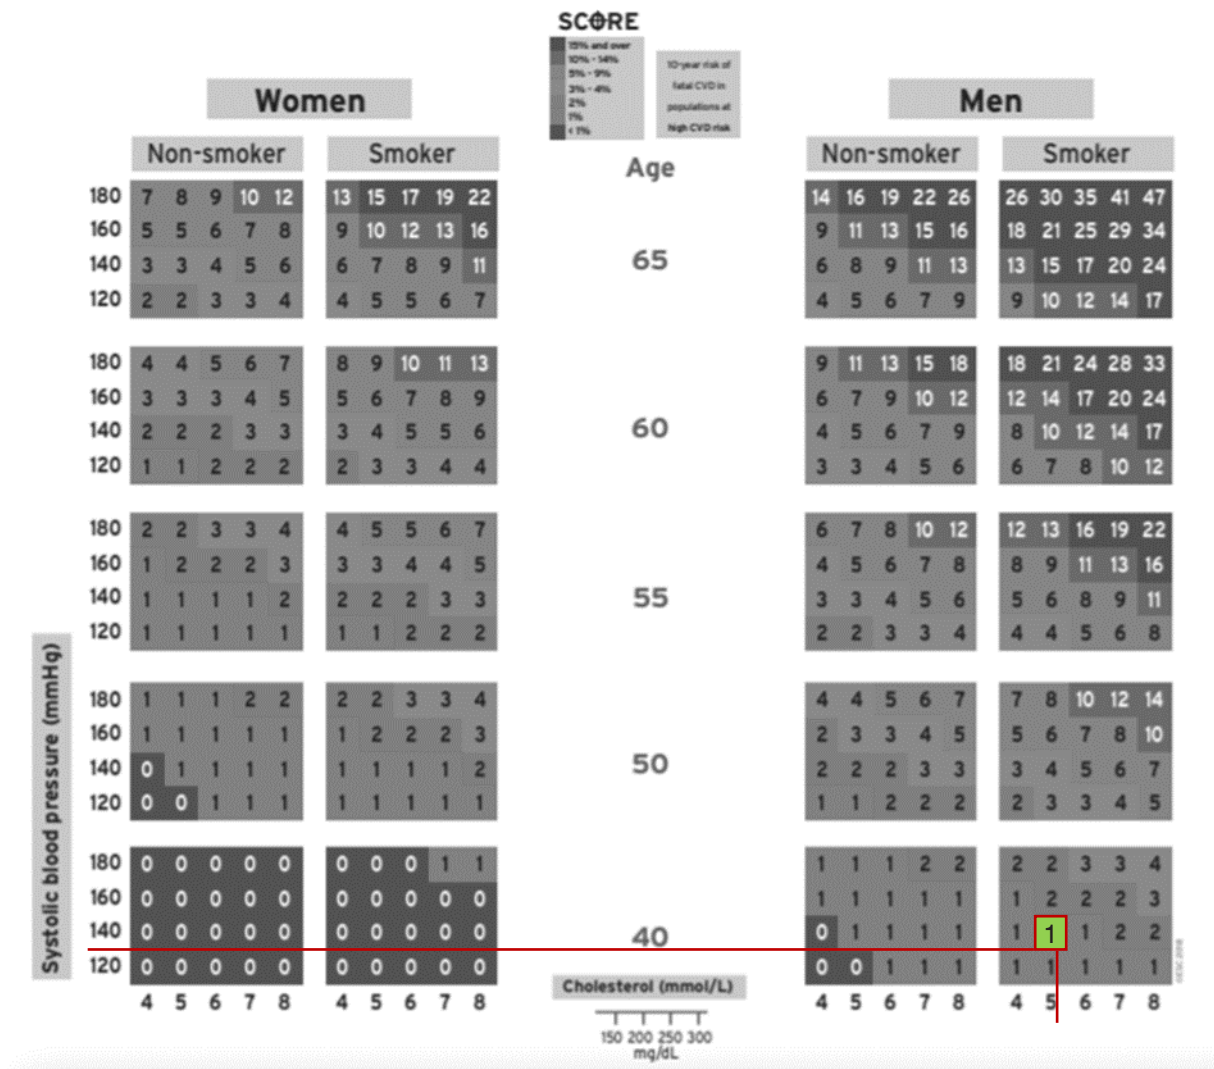 SCORE
15% and over
10% - 14%
5% - 9%
3% - 4%
2%
1%
< 1%
10-year risk of
fatal CVD in
populations at
high CVD risk
Women Men
Non-smoker Smoker Age Non-smoker Smoker
180 7 8 9 10 12 13 15 17 19 22 14 16 19 22 26 26 30 35 41 47
160 5 5 6 7 8 9 10 12 13 16 9 11 13 15 16 18 21 25 29 34
65
140 3 3 4 5 6 6 7 8 9 11 6 8 9 11 13 13 15 17 20 24
120 2 2 3 3 4 4 5 5 6 7 4 5 6 7 9 9 10 12 14 17
180 4 4 5 6 7 8 9 10 11 13 9 11 13 15 18 18 21 24 28 33
160 3 3 3 4 5 5 6 7 8 9 6 7 9 10 12 12 14 17 20 24
60
140 2 2 2 3 3 3 4 5 5 6 4 5 6 7 9 8 10 12 14 17
120 1 1 2 2 2 2 3 3 4 4 3 3 4 5 6 6 7 8 10 12
180 2 2 3 3 4 4 5 5 6 7 6 7 8 10 12 12 13 16 19 22
160 1 2 2 2 3 3 3 4 4 5 4 5 6 7 8 8 9 11 13 16
55
140 1 1 1 1 2 2 2 2 3 3 3 3 4 5 6 5 6 8 9 11
120 1 1 1 1 1 1 1 2 2 2 2 2 3 3 4 4 4 5 6 8
Systolic blood pressure (mmHg)
180 1 1 1 2 2 2 2 3 3 4 4 4 5 6 7 7 8 10 12 14
160 1 1 1 1 1 1 2 2 2 3 2 3 3 4 5 5 6 7 8 10
50
140 0 1 1 1 1 1 1 1 1 2 2 2 2 3 3 3 4 5 6 7
120 0 0 1 1 1 1 1 1 1 1 1 1 2 2 2 2 3 3 4 5
180 0 0 0 0 0 0 0 0 1 1 1 1 1 2 2 2 2 3 3 4
160 0 0 0 0 0 0 0 0 0 0 1 1 1 1 1 1 2 2 2 3
140 0 0 0 0 0 0 0 0 0 0 40 0 1 1 1 1 1 1 1 2 2
120 0 0 0 0 0 0 0 0 0 0 0 0 1 1 1 1 1 1 1 1
4 5 6 7 8 4 5 6 7 8 4 5 6 7 8 4 5 6 7 8
Cholesterol (mmol/L)
150 200 250 300
mg/dL